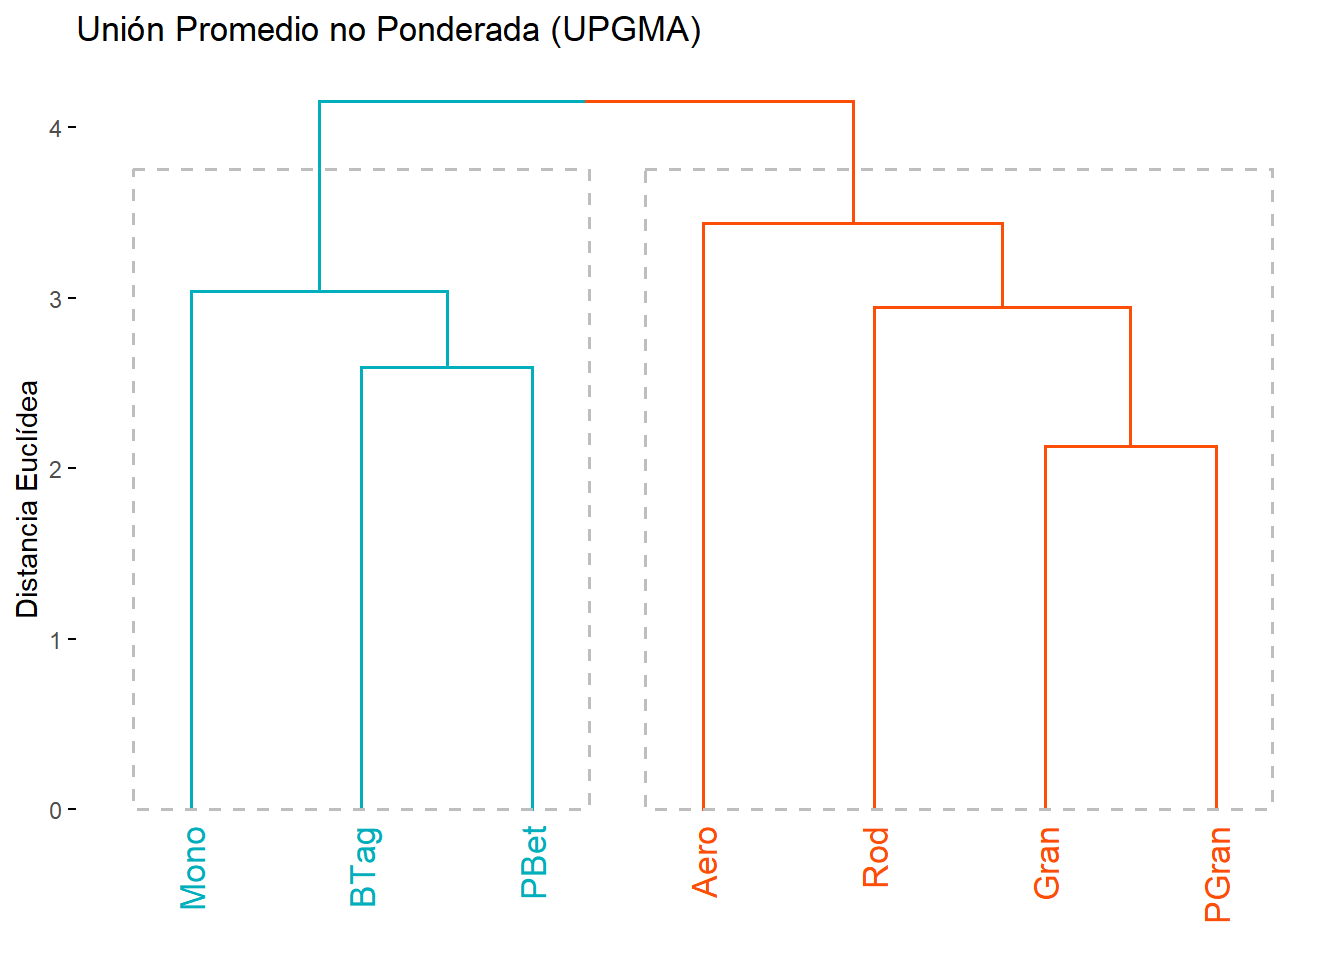 Unión Promedio no Ponderada (UPGMA)
Distancia Euclídea
4
3
2
1
0
Mono
BTag
PBet
Aero
Rod
Gran
PGran